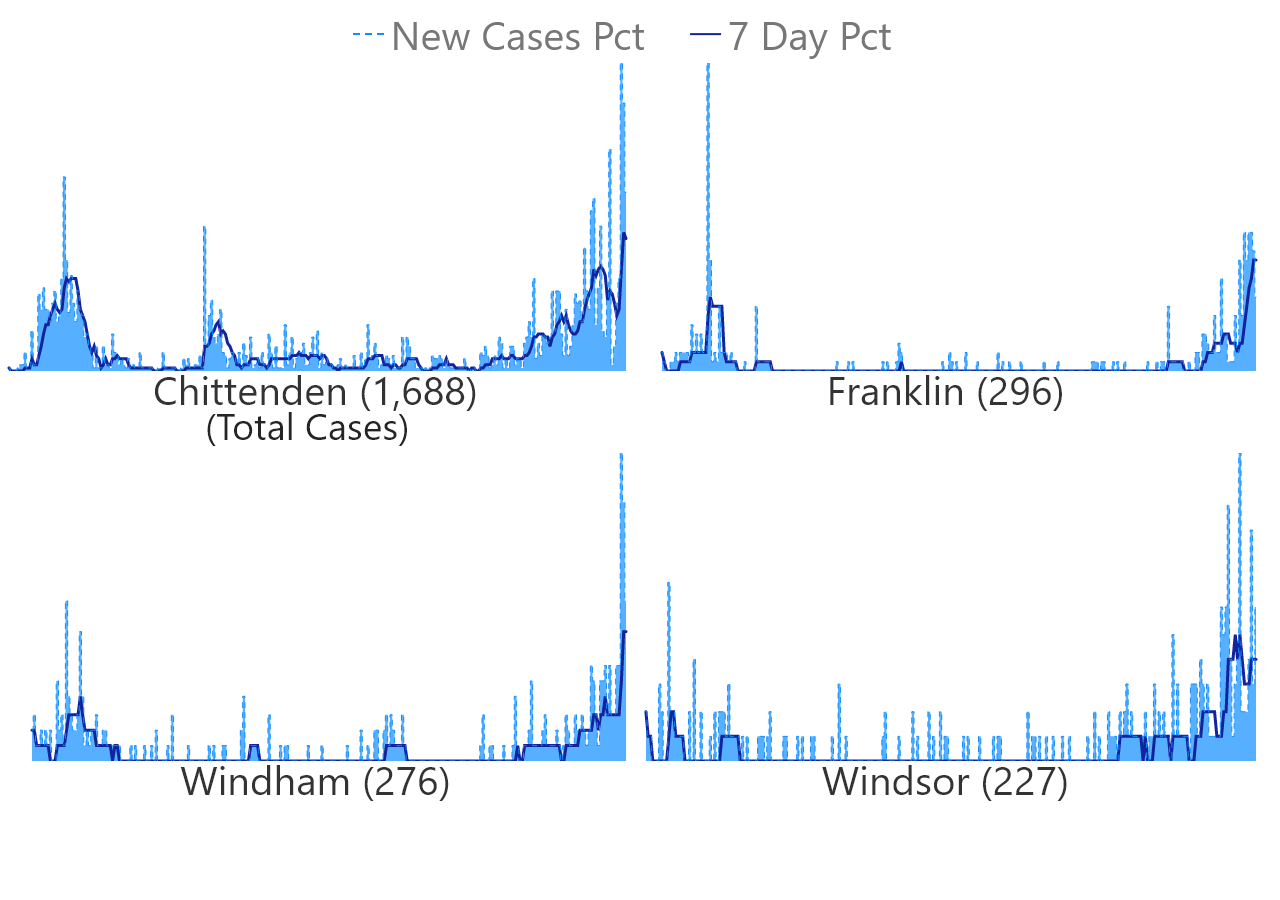 New Cases Pct 7 Day Pct
Chittenden (1,688)
(Total Cases)
Franklin (296)
Windham (276)
Windsor (227)